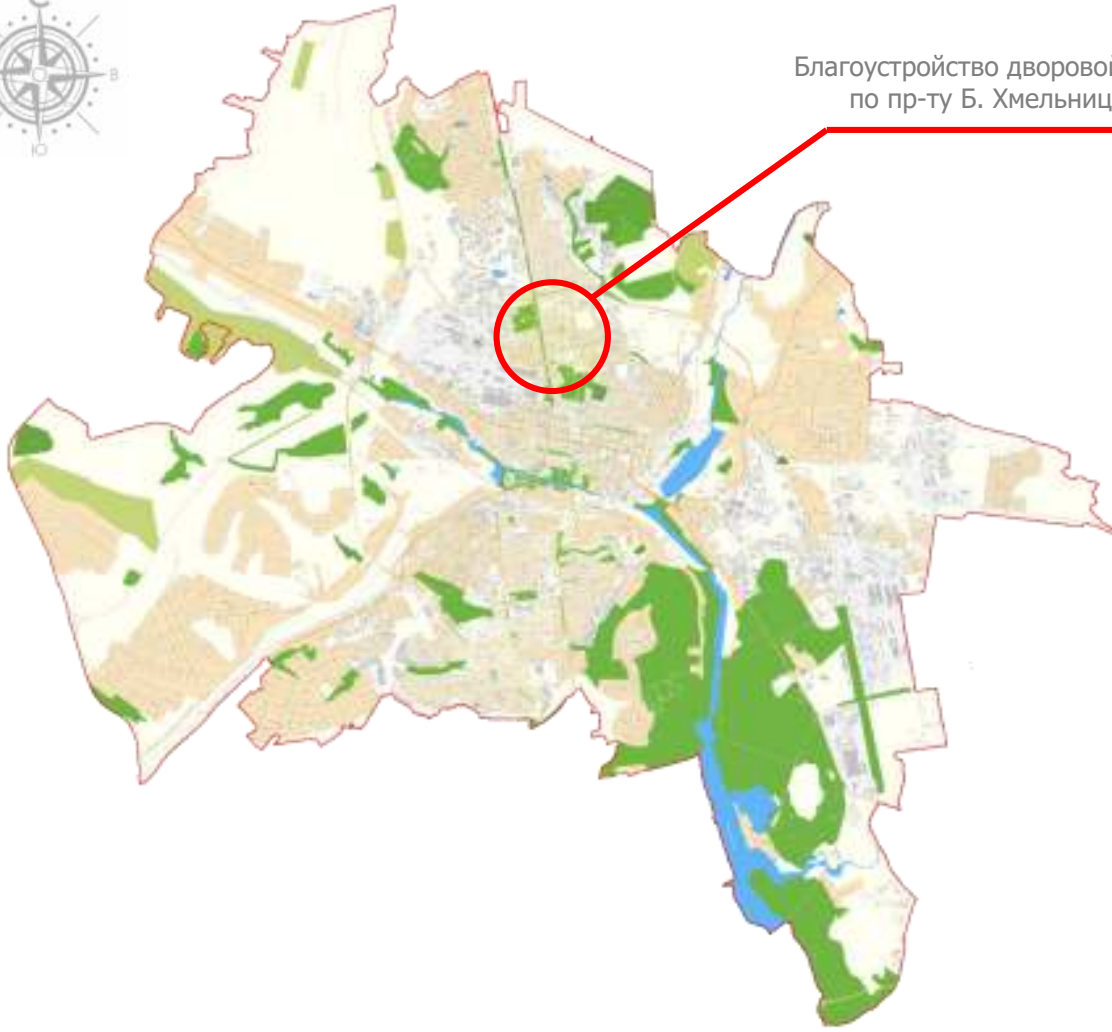 С
В
Ю
Благоустройство дворовой
по пр-ту Б. Хмельниц